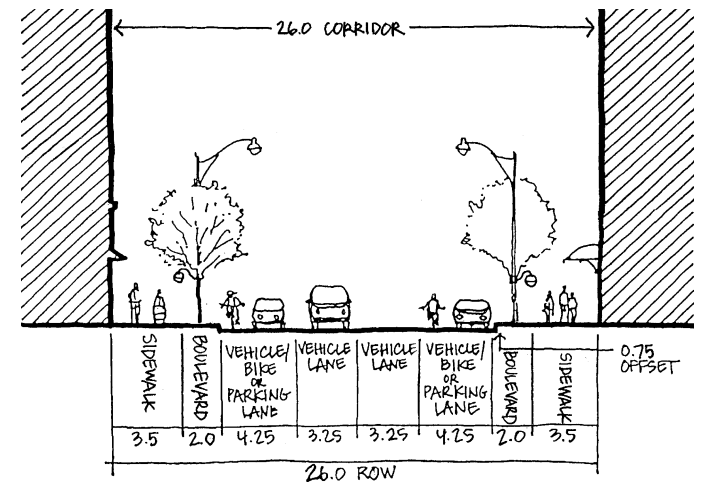 26.0 CORRIDOR
SIDEWALK
BOULEVARD
VEHICLE/
BIKE
OR
PARKING
LANE
VEHICLE
LANE
VEHICLE
LANE
VEHICLE/
BIKE
OR
PARKING
LANE
BOULEVARD
SIDEWALK
0.75
OFFSET
3.5 2.0 4.25 3.25 3.25 4.25 2.0 3.5
26.0 ROW